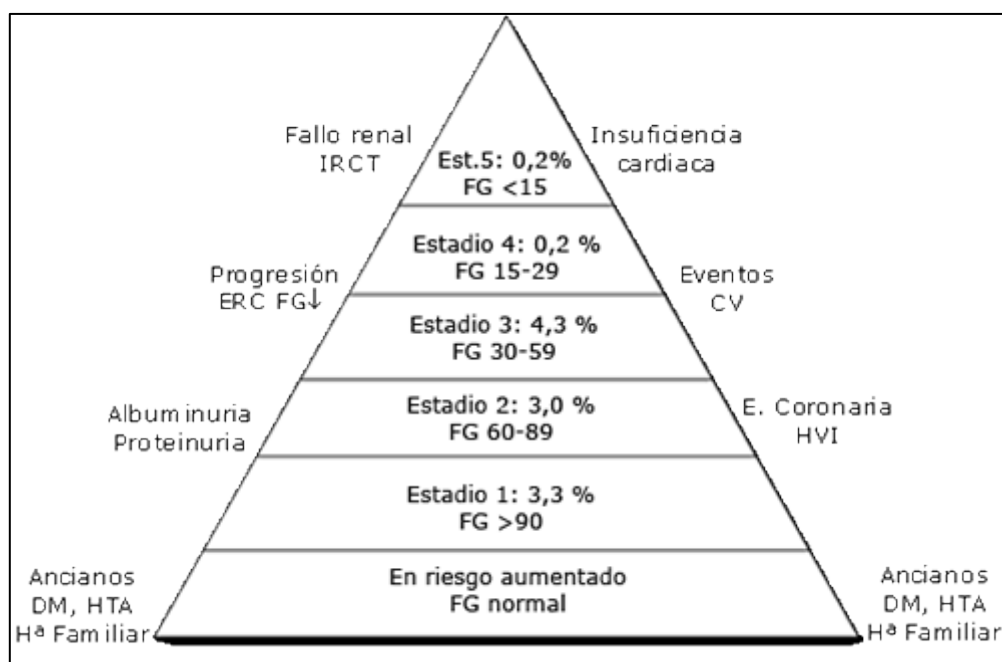 Fallo renal
IRCT
Insuficiencia
cardiaca
Est.5: 0,2%
FG <15
Estadio 4: 0,2 %
FG 15-29
Progresión
ERC FG↓
Eventos
CV
Estadio 3: 4,3 %
FG 30-59
Albuminuria
Proteinuria
Estadio 2: 3,0 %
FG 60-89
E. Coronaria
HVI
Estadio 1: 3,3 %
FG >90
Ancianos
DM, HTA
Hª Familiar
En riesgo aumentado
FG normal
Ancianos
DM, HTA
Hª Familiar